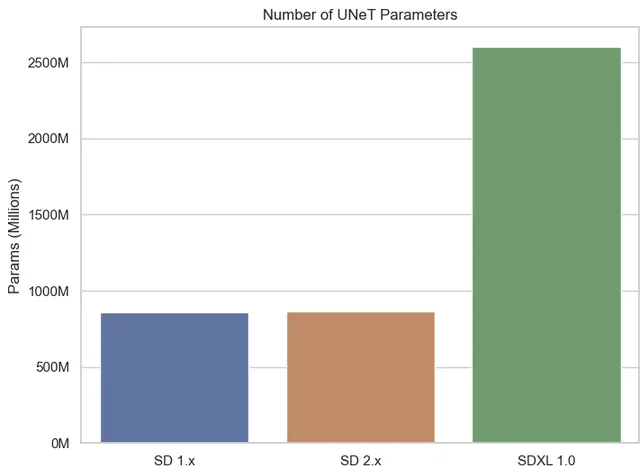 Number of UNeT Parameters
Params (Millions)
2500M
2000M
1500M
1000M
500M
0M
SD 1.x
SD 2.x
SDXL 1.0